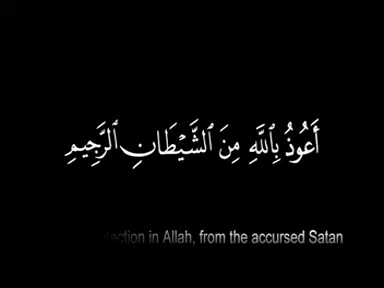 أَعُوذُ بِٱللَّهِ مِنَ ٱلشَّيْطَانِ ٱلرَّجِيمِ
in Allah, from the accursed Satan